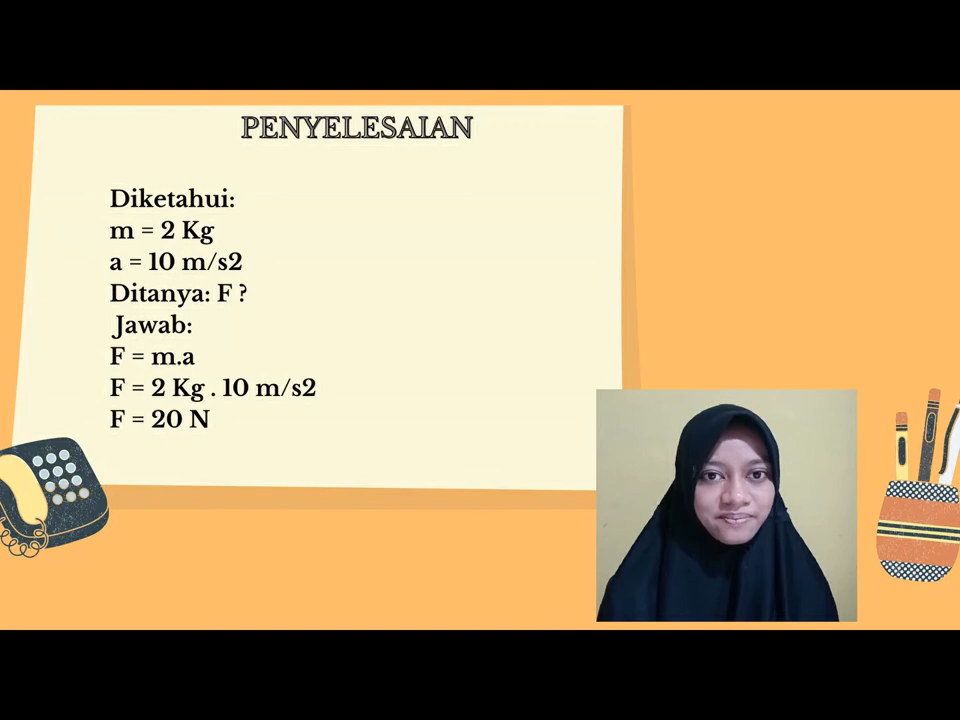 PENYELESAIAN
Diketahui:
m = 2 Kg
a = 10 m/s2
Ditanya: F ?
Jawab:
F = m.a
F = 2 Kg . 10 m/s2
F = 20 N